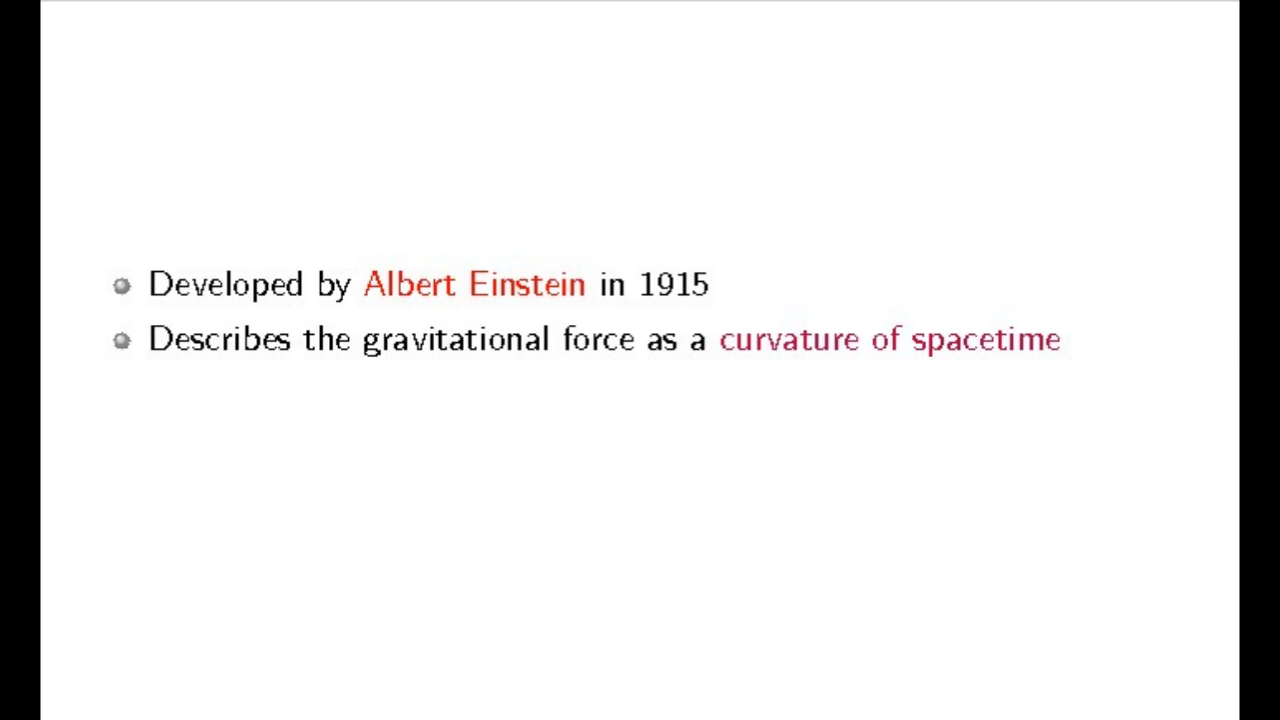 Developed by Albert Einstein in 1915
Describes the gravitational force as a curvature of spacetime